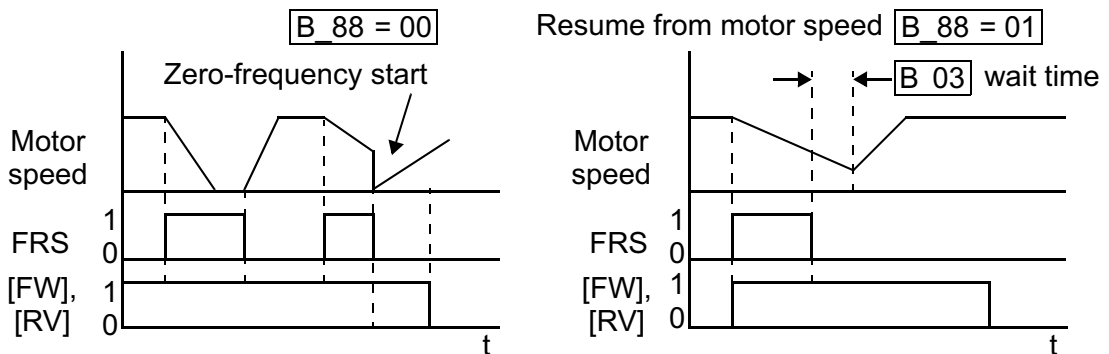 B_88 = 00
Zero-frequency start
Motor
speed
FRS
1
0
[FW],
[RV]
1
0
t
Resume from motor speed B_88 = 01
B 03 wait time
Motor
speed
FRS
1
0
[FW],
[RV]
1
0
t